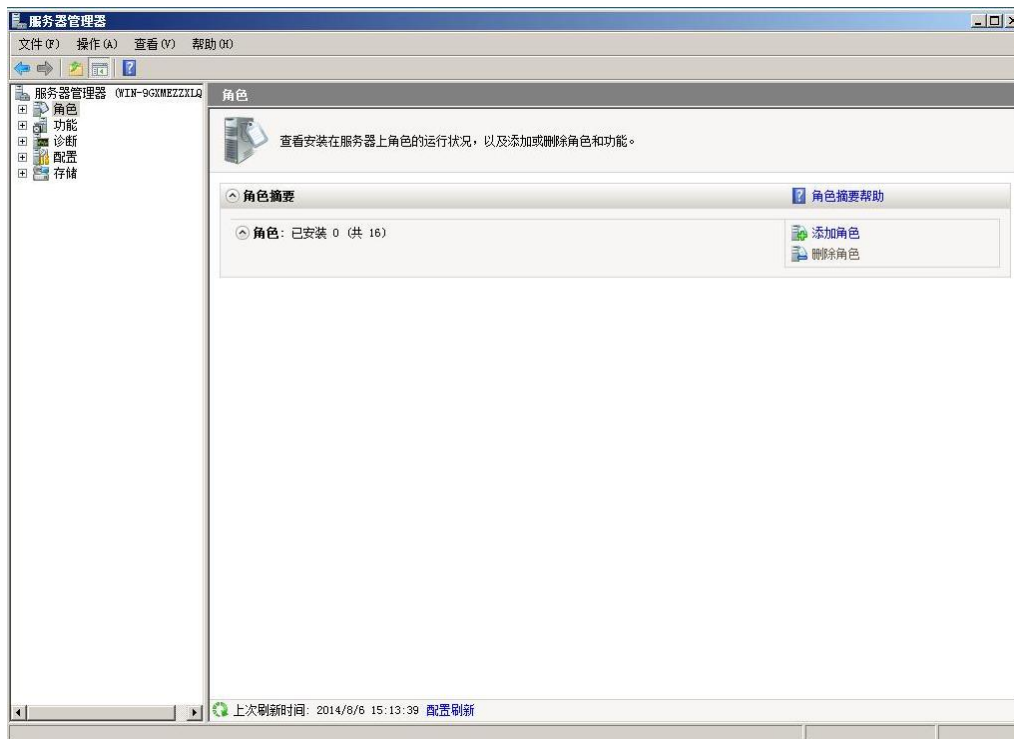 服务器管理器
文件(F) 操作(A) 查看(V) 帮助(H)
服务器管理器 (WIN-9GXMEZZXLQ
角色
功能
诊断
配置
存储
角色
查看安装在服务器上角色的运行状况，以及添加或删除角色和功能。
角色摘要
角色摘要帮助
角色: 已安装 0 (共 16)
添加角色
删除角色
上次刷新时间: 2014/8/6 15:13:39 配置刷新